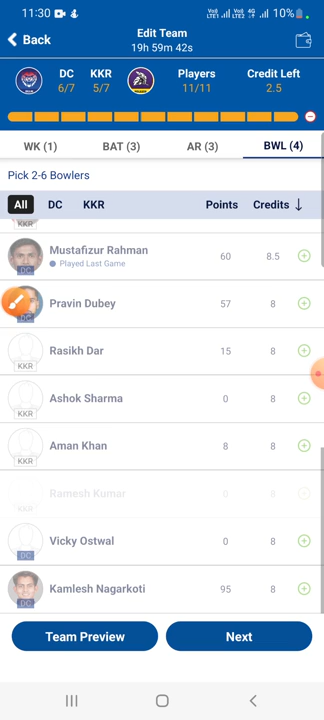 11:30 10%
Edit Team
Back
19h 59m 42s
DC KKR Players Credit Left
6/7 5/7 11/11 2.5
WK (1) BAT (3) AR (3) BWL (4)
Pick 2-6 Bowlers
All DC KKR Points Credits ↓
KKR
Mustafizur Rahman 60 8.5
Played Last Game
DC
Pravin Dubey 57 8
DC
Rasikh Dar 15 8
KKR
Ashok Sharma 0 8
KKR
Aman Khan 8 8
KKR
Ramesh Kumar 0 8
KKR
Vicky Ostwal 0 8
DC
Kamlesh Nagarkoti 95 8
DC
Team Preview Next